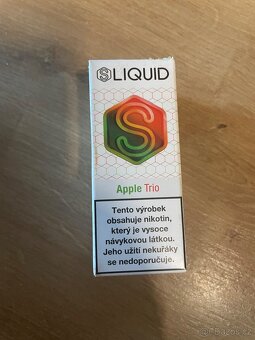 SLIQUID
S
Apple Trio
Tento výrobek
obsahuje nikotin,
který je vysoce
návykovou látkou.
Jeho užití nekuřáky
se nedoporučuje.